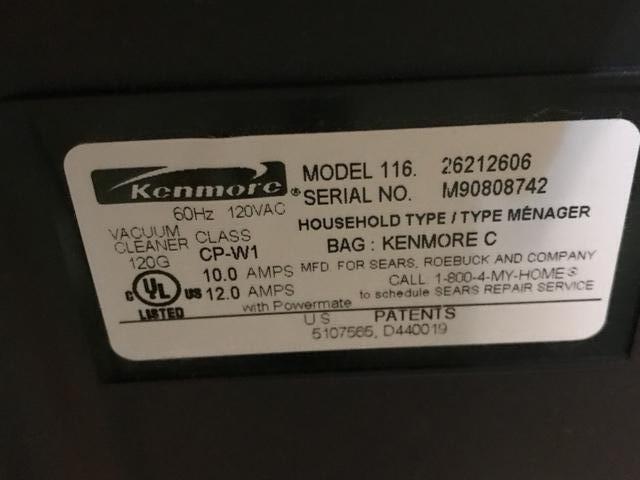 Kenmore ® MODEL 116. 26212606
SERIAL NO. M90808742
60Hz 120VAC
HOUSEHOLD TYPE / TYPE MÉNAGER
VACUUM CLEANER 120G
CLASS CP-W1
BAG : KENMORE C
10.0 AMPS
MFD. FOR SEARS, ROEBUCK AND COMPANY
C UL US LISTED
12.0 AMPS with Powermate
CALL 1-800-4-MY-HOME®
to schedule SEARS REPAIR SERVICE
U S PATENTS
5107565, D440019